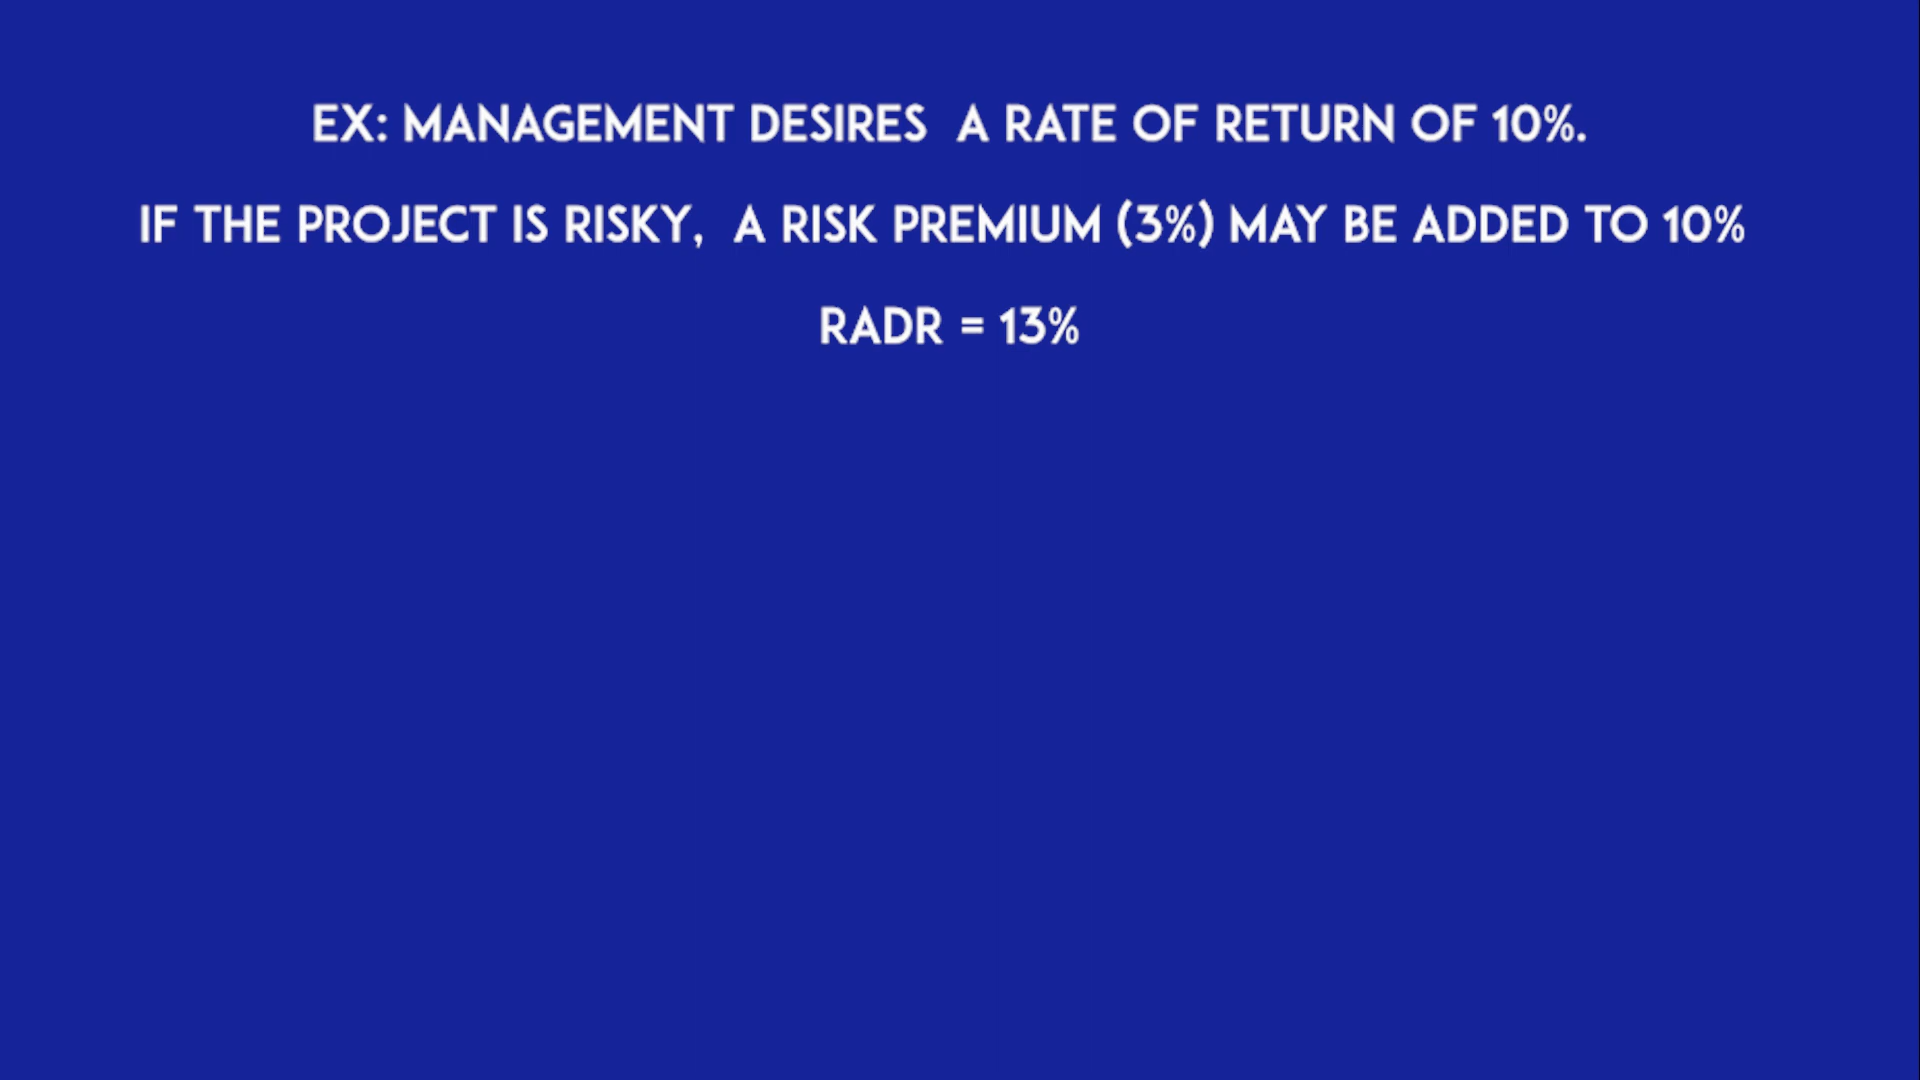 EX: MANAGEMENT DESIRES A RATE OF RETURN OF 10%.
IF THE PROJECT IS RISKY, A RISK PREMIUM (3%) MAY BE ADDED TO 10%
RADR = 13%